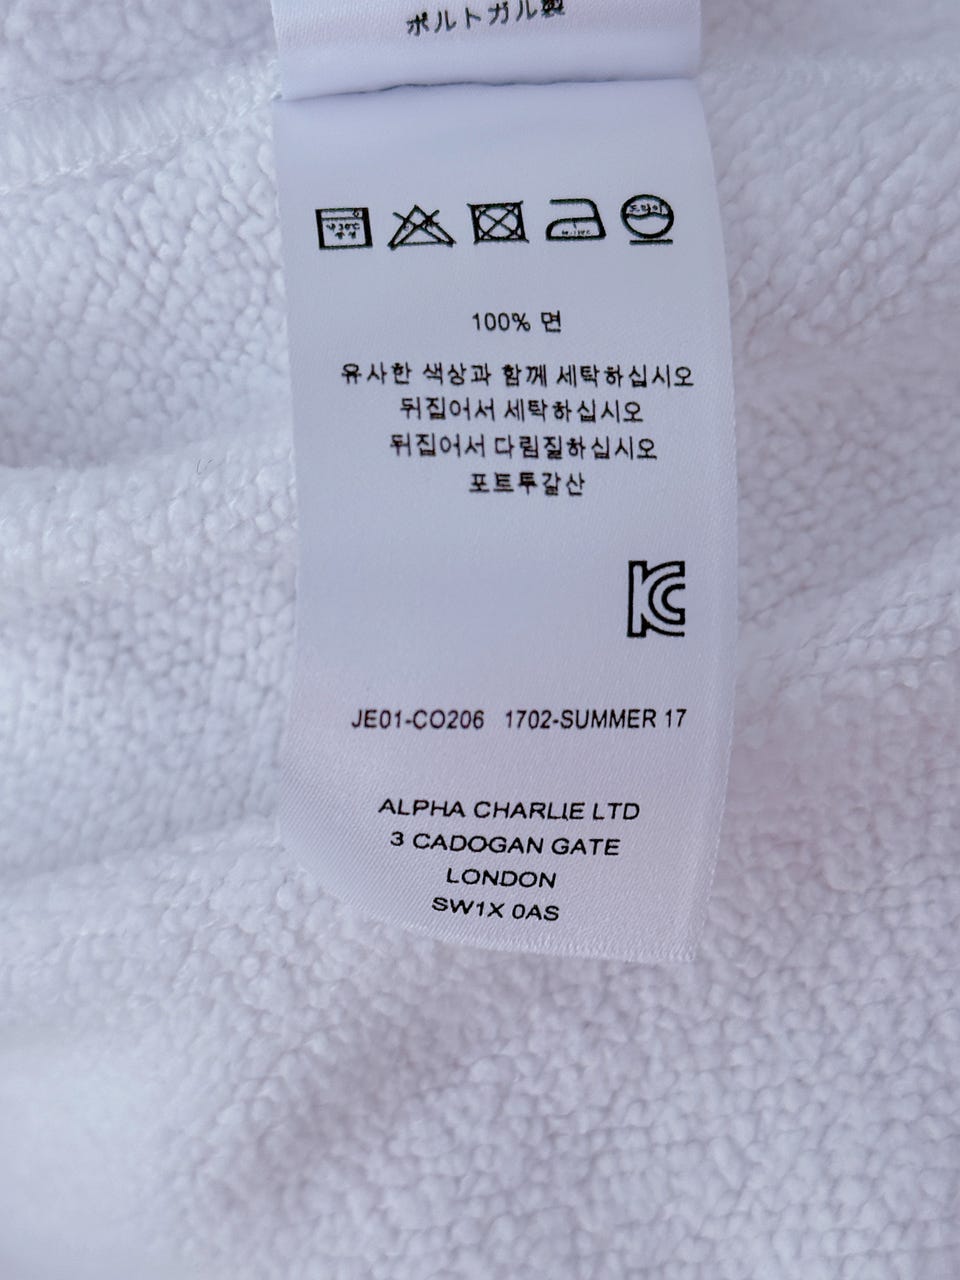 ポルトガル製
100% 면
유사한 색상과 함께 세탁하십시오
뒤집어서 세탁하십시오
뒤집어서 다림질하십시오
포트투갈산
KC
JE01-CO206 1702-SUMMER 17
ALPHA CHARLIE LTD
3 CADOGAN GATE
LONDON
SW1X 0AS